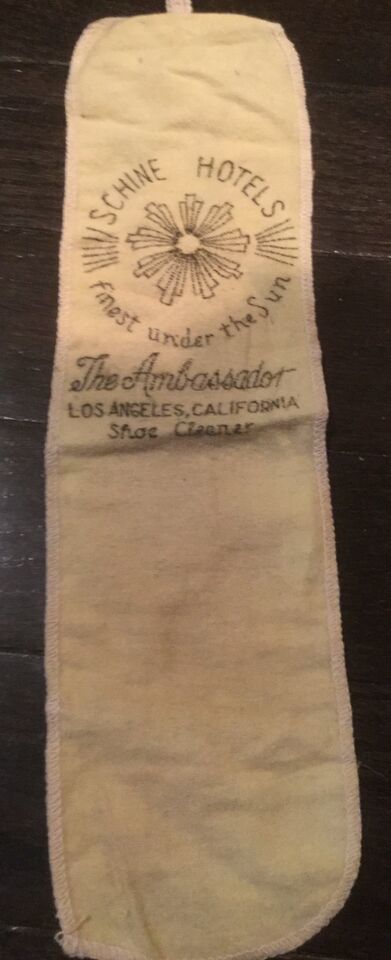 SCHINE HOTELS
Finest under the Sun
The Ambassador
LOS ANGELES, CALIFORNIA
Shoe Cleaner